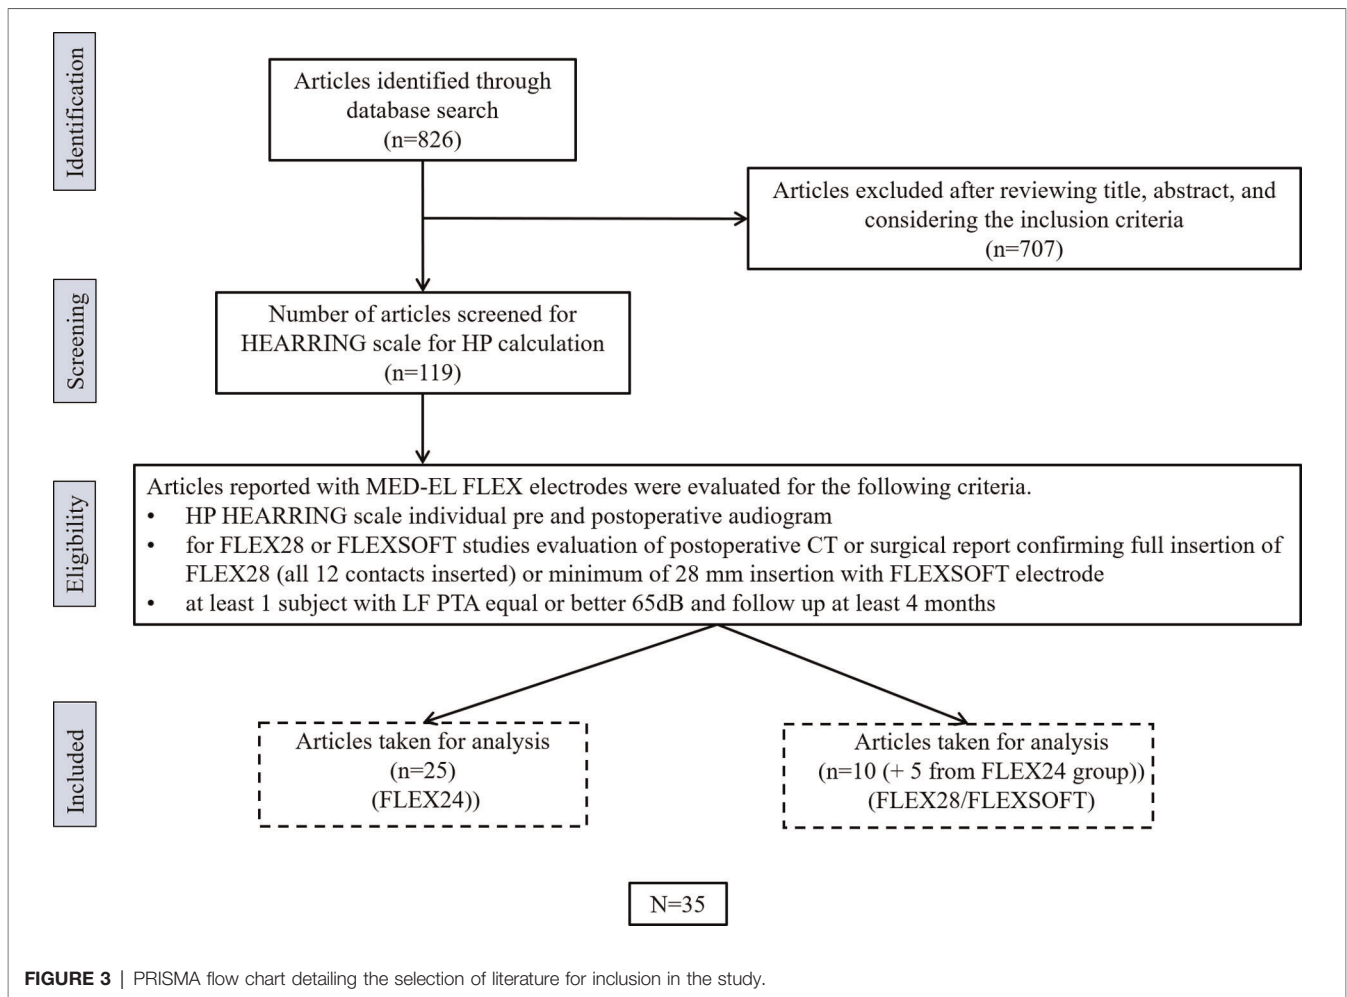 Identification
Articles identified through
database search
(n=826)
Articles excluded after reviewing title, abstract, and
considering the inclusion criteria
(n=707)
Screening
Number of articles screened for
HEARRING scale for HP calculation
(n=119)
Eligibility
Articles reported with MED-EL FLEX electrodes were evaluated for the following criteria.
• HP HEARRING scale individual pre and postoperative audiogram
• for FLEX28 or FLEXSOFT studies evaluation of postoperative CT or surgical report confirming full insertion of
FLEX28 (all 12 contacts inserted) or minimum of 28 mm insertion with FLEXSOFT electrode
• at least 1 subject with LF PTA equal or better 65dB and follow up at least 4 months
Included
Articles taken for analysis
(n=25)
(FLEX24))
Articles taken for analysis
(n=10 (+ 5 from FLEX24 group))
(FLEX28/FLEXSOFT)
N=35
FIGURE 3 | PRISMA flow chart detailing the selection of literature for inclusion in the study.